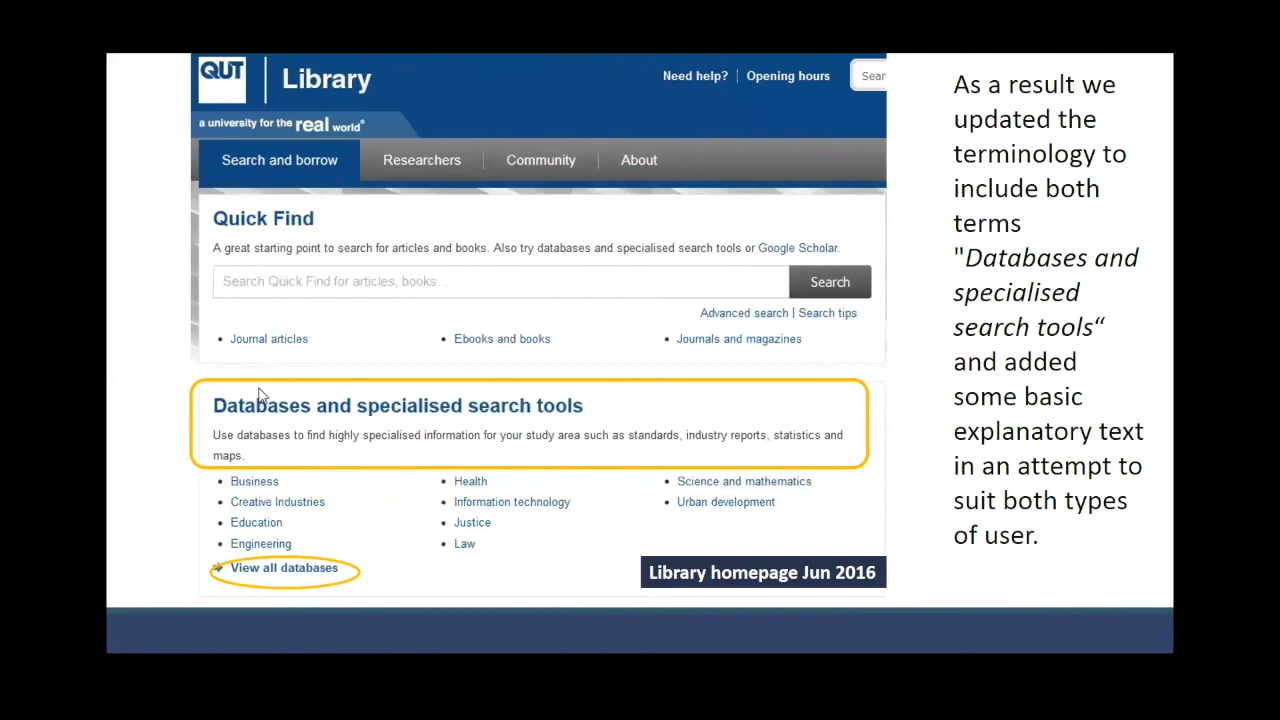 QUT
Library
Need help?
Opening hours
Sear
a university for the real world®
Search and borrow
Researchers
Community
About
Quick Find
A great starting point to search for articles and books. Also try databases and specialised search tools or Google Scholar.
Search Quick Find for articles, books...
Search
Advanced search | Search tips
• Journal articles
• Ebooks and books
• Journals and magazines
Databases and specialised search tools
Use databases to find highly specialised information for your study area such as standards, industry reports, statistics and
maps.
• Business
• Creative Industries
• Education
• Engineering
• Health
• Information technology
• Justice
• Law
• Science and mathematics
• Urban development
View all databases
Library homepage Jun 2016
As a result we
updated the
terminology to
include both
terms
"Databases and
specialised
search tools“
and added
some basic
explanatory text
in an attempt to
suit both types
of user.